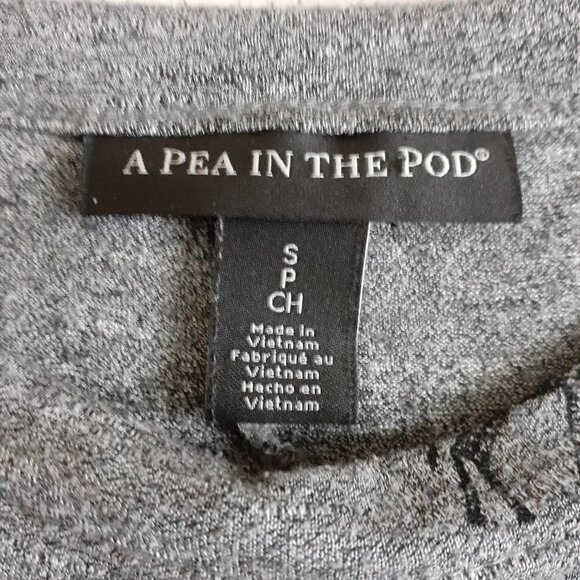 A PEA IN THE POD®
S
P
CH
Made in
Vietnam
Fabriqué au
Vietnam
Hecho en
Vietnam